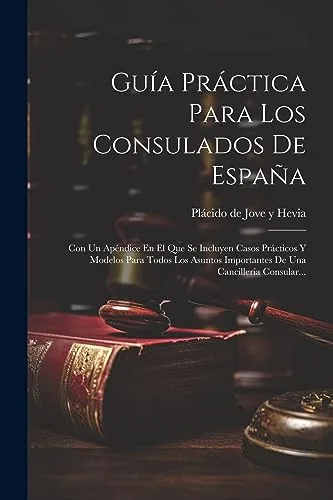 Guía Práctica
Para Los
Consulados De
España
Plácido de Jove y Hevia
Con Un Apéndice En El Que Se Incluyen Casos Prácticos Y
Modelos Para Todos Los Asuntos Importantes De Una
Cancilleria Consular...